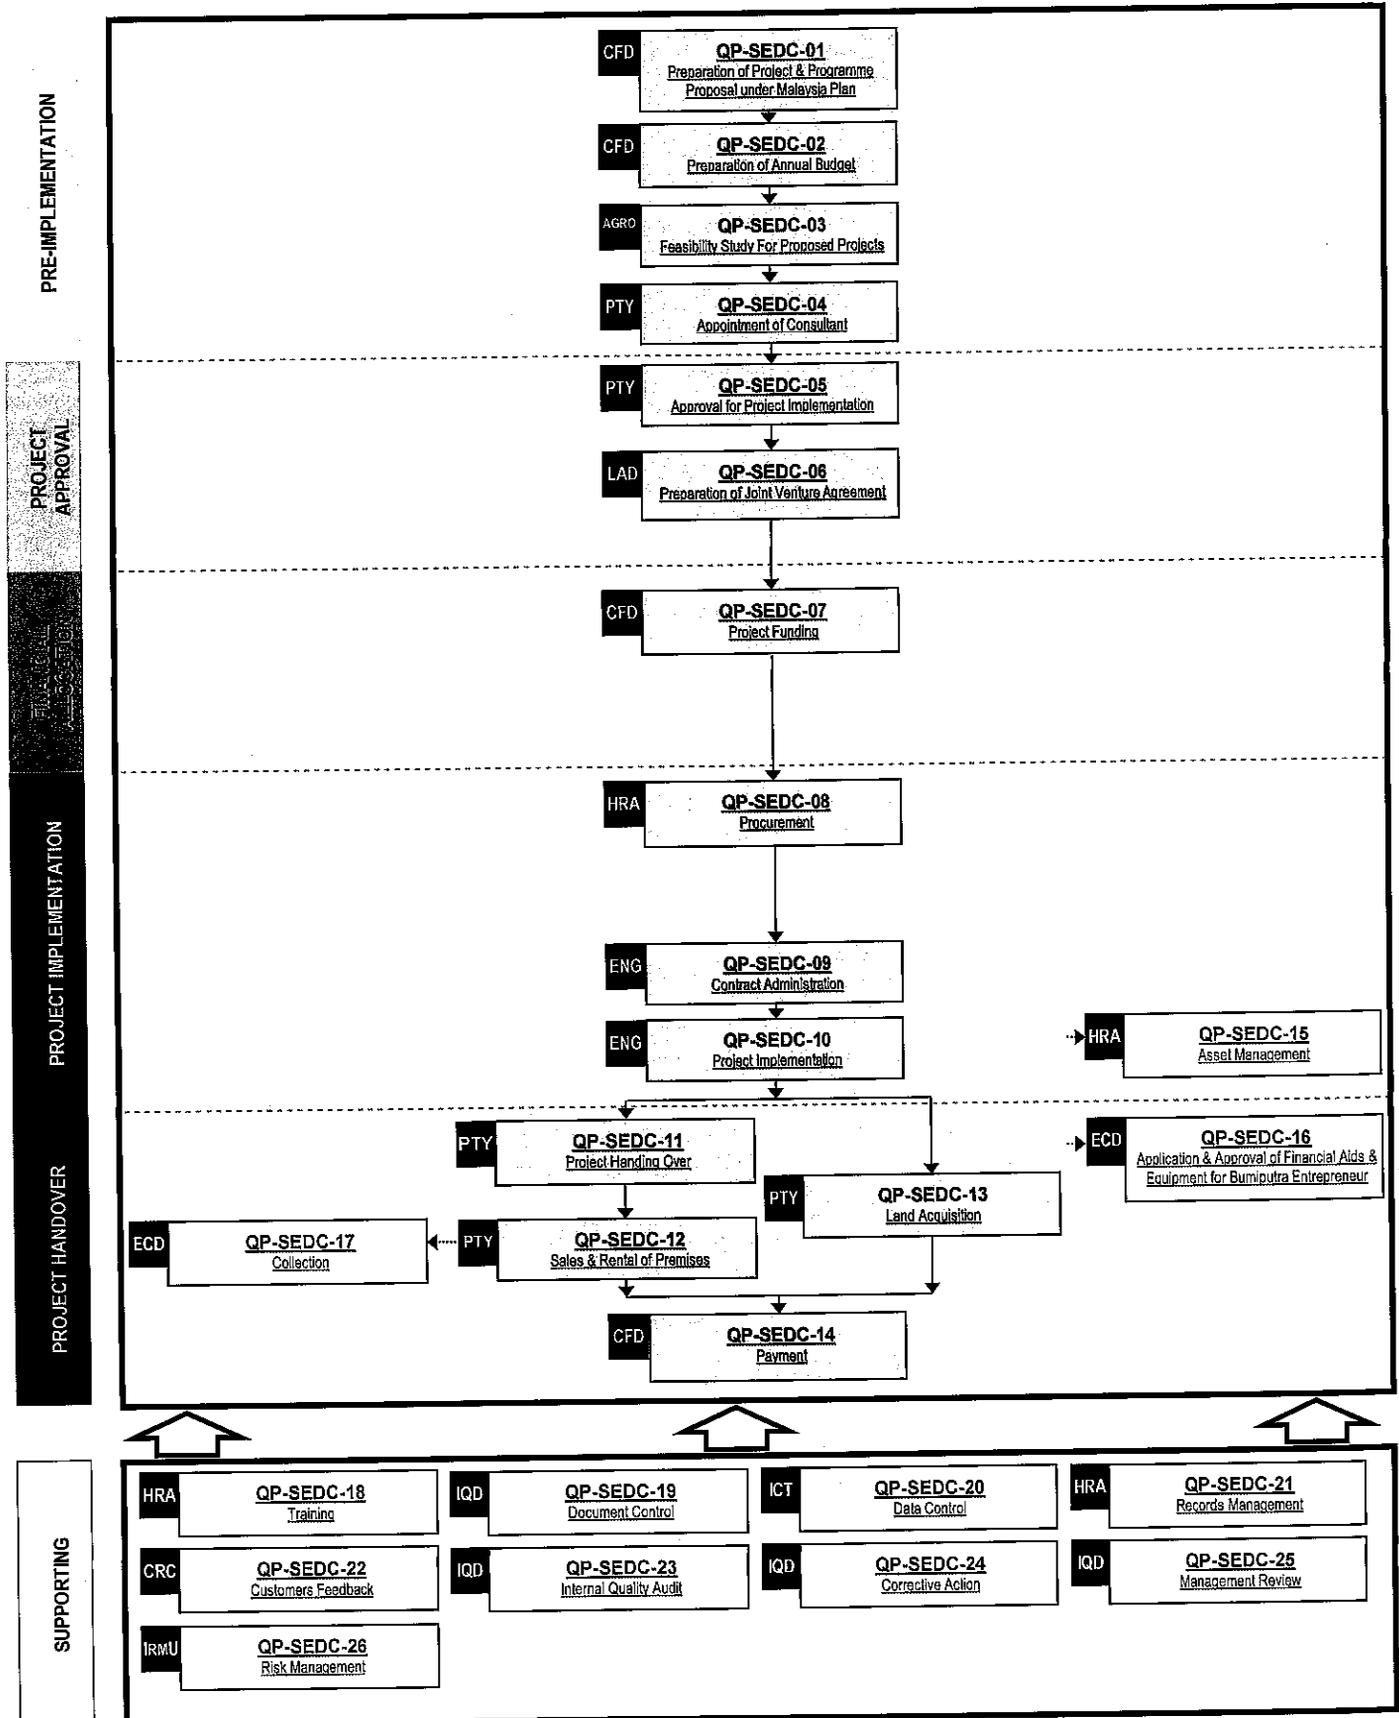 PRE-IMPLEMENTATION
CFD
QP-SEDC-01
Preparation of Project & Programme
Proposal under Malaysia Plan
CFD
QP-SEDC-02
Preparation of Annual Budget
AGRO
QP-SEDC-03
Feasibility Study For Proposed Projects
PTY
QP-SEDC-04
Appointment of Consultant
PROJECT
APPROVAL
PTY
QP-SEDC-05
Approval for Project Implementation
LAD
QP-SEDC-06
Preparation of Joint Venture Agreement
FINANCIAL
ALLOCATION
CFD
QP-SEDC-07
Project Funding
PROJECT IMPLEMENTATION
HRA
QP-SEDC-08
Procurement
ENG
QP-SEDC-09
Contract Administration
ENG
QP-SEDC-10
Project Implementation
HRA
QP-SEDC-15
Asset Management
PROJECT HANDOVER
PTY
QP-SEDC-11
Project Handing Over
ECD
QP-SEDC-16
Application & Approval of Financial Aids &
Equipment for Bumiputra Entrepreneur
PTY
QP-SEDC-13
Land Acquisition
ECD
QP-SEDC-17
Collection
PTY
QP-SEDC-12
Sales & Rental of Premises
CFD
QP-SEDC-14
Payment
SUPPORTING
HRA
QP-SEDC-18
Training
IQD
QP-SEDC-19
Document Control
ICT
QP-SEDC-20
Data Control
HRA
QP-SEDC-21
Records Management
CRC
QP-SEDC-22
Customers Feedback
IQD
QP-SEDC-23
Internal Quality Audit
IQD
QP-SEDC-24
Corrective Action
IQD
QP-SEDC-25
Management Review
IRMU
QP-SEDC-26
Risk Management